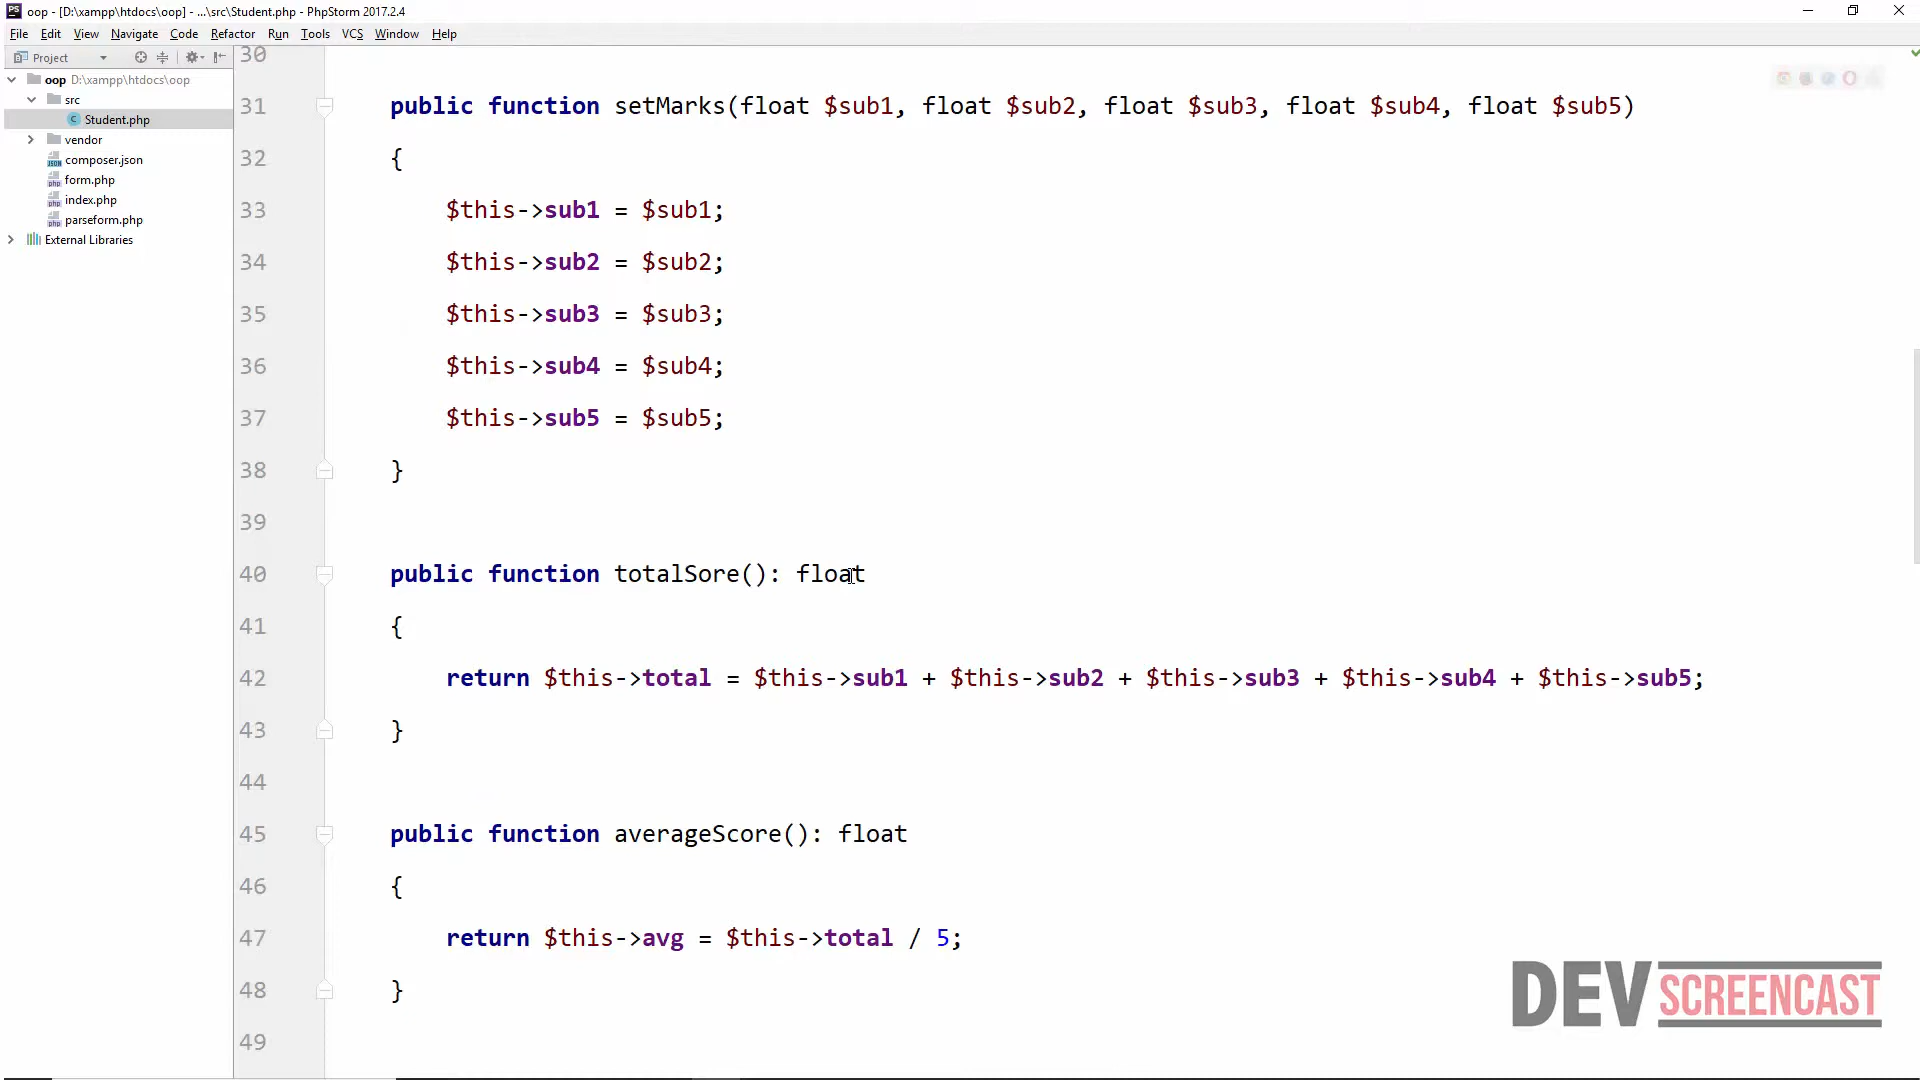 oop - [D:\xampp\htdocs\oop] - ...\src\Student.php - PhpStorm 2017.2.4
File Edit View Navigate Code Refactor Run Tools VCS Window Help
Project
oop D:\xampp\htdocs\oop
src
Student.php
vendor
composer.json
form.php
index.php
parseform.php
External Libraries
30
31 public function setMarks(float $sub1, float $sub2, float $sub3, float $sub4, float $sub5)
32 {
33 $this->sub1 = $sub1;
34 $this->sub2 = $sub2;
35 $this->sub3 = $sub3;
36 $this->sub4 = $sub4;
37 $this->sub5 = $sub5;
38 }
39
40 public function totalSore(): float
41 {
42 return $this->total = $this->sub1 + $this->sub2 + $this->sub3 + $this->sub4 + $this->sub5;
43 }
44
45 public function averageScore(): float
46 {
47 return $this->avg = $this->total / 5;
48 }
49
DEVSCREENCAST